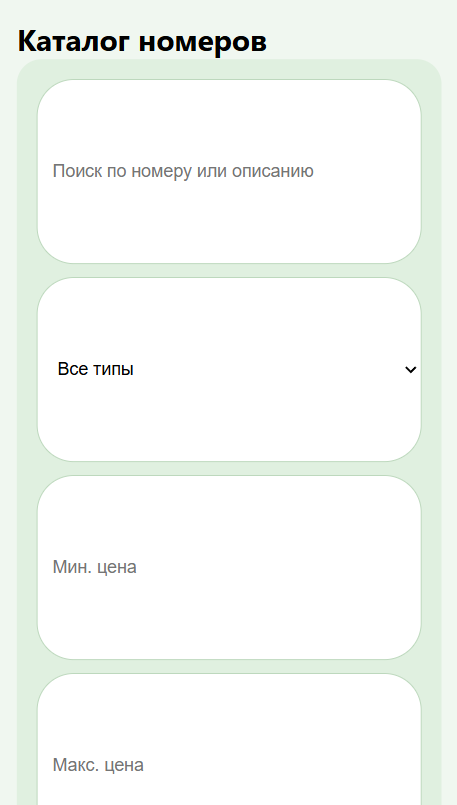 Каталог номеров
Поиск по номеру или описанию
Все типы
Мин. цена
Макс. цена